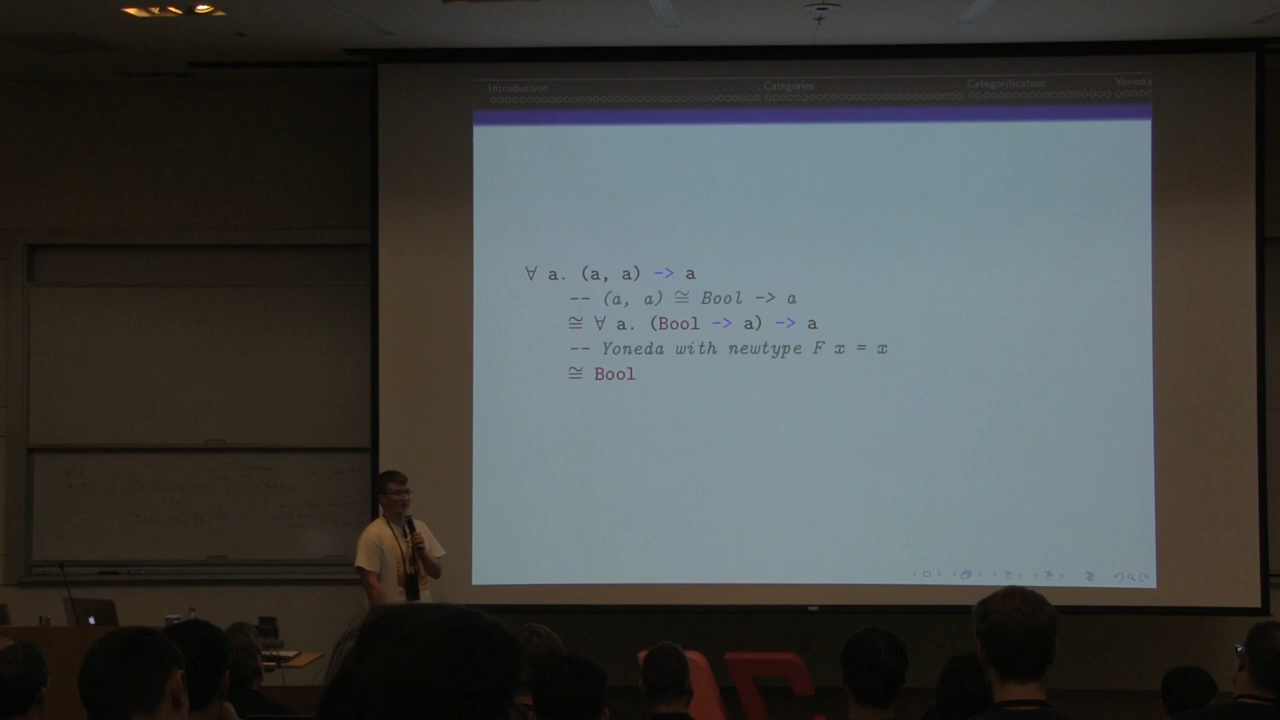 Introduction Categories Categorification Yoneda
∀ a. (a, a) -> a
-- (a, a) ≅ Bool -> a
≅ ∀ a. (Bool -> a) -> a
-- Yoneda with newtype F x = x
≅ Bool